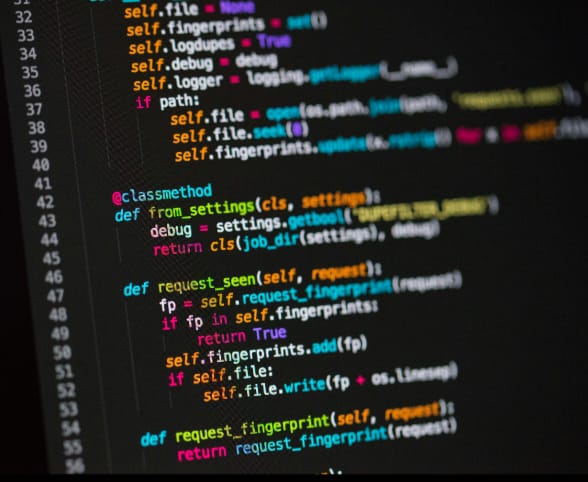 31
32 self.file = None
33 self.fingerprints = set()
34 self.logdupes = True
35 self.debug = debug
36 self.logger = logging.getLogger(__name__)
37 if path:
38 self.file = open(os.path.join(path, 'requests.seen'),
39 self.file.seek(0)
40 self.fingerprints.update(x.rstrip() for x in self.file
41
42 @classmethod
43 def from_settings(cls, settings):
44 debug = settings.getbool('DUPEFILTER_DEBUG')
45 return cls(job_dir(settings), debug)
46
47 def request_seen(self, request):
48 fp = self.request_fingerprint(request)
49 if fp in self.fingerprints:
50 return True
51 self.fingerprints.add(fp)
52 if self.file:
53 self.file.write(fp + os.linesep)
54
55 def request_fingerprint(self, request):
56 return request_fingerprint(request)